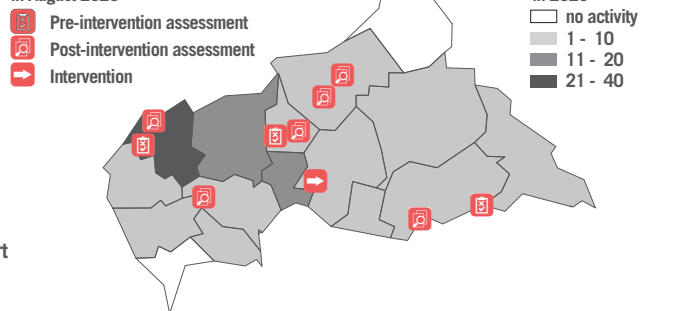 Pre-intervention assessment
Post-intervention assessment
Intervention
no activity
1 - 10
11 - 20
21 - 40